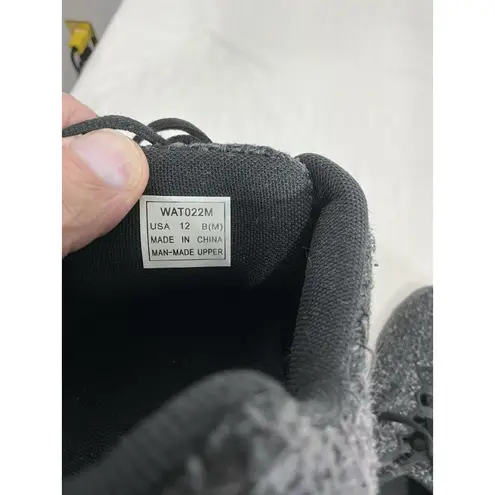 WAT022M
USA 12 B(M)
MADE IN CHINA
MAN-MADE UPPER